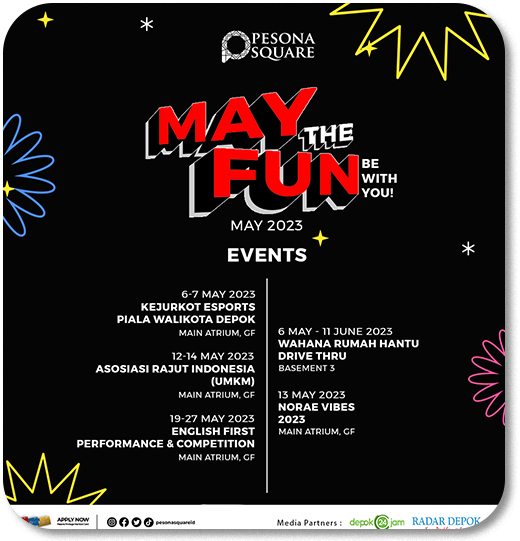 PESONA
SQUARE
MAY
THE
FUN
BE
WITH
YOU!
MAY 2023
EVENTS
6-7 MAY 2023
KEJURKOT ESPORTS
PIALA WALIKOTA DEPOK
MAIN ATRIUM, GF
12-14 MAY 2023
ASOSIASI RAJUT INDONESIA
(UMKM)
MAIN ATRIUM, GF
19-27 MAY 2023
ENGLISH FIRST
PERFORMANCE & COMPETITION
MAIN ATRIUM, GF
6 MAY - 11 JUNE 2023
WAHANA RUMAH HANTU
DRIVE THRU
BASEMENT 3
13 MAY 2023
NORAE VIBES
2023
MAIN ATRIUM, GF
APPLY NOW
pesonasquareid
Media Partners :
depok 24 jam
RADAR DEPOK